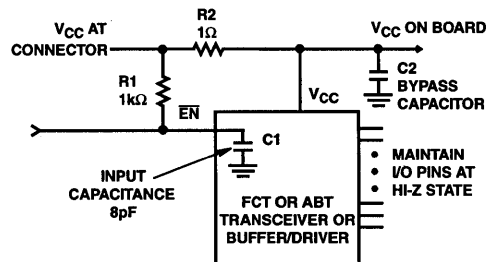 R2
1Ω
VCC AT
CONNECTOR
VCC ON BOARD
R1
1kΩ
EN
VCC
C2
BYPASS
CAPACITOR
C1
INPUT
CAPACITANCE
8pF
• MAINTAIN
• I/O PINS AT
• HI-Z STATE
FCT OR ABT
TRANSCEIVER OR
BUFFER/DRIVER